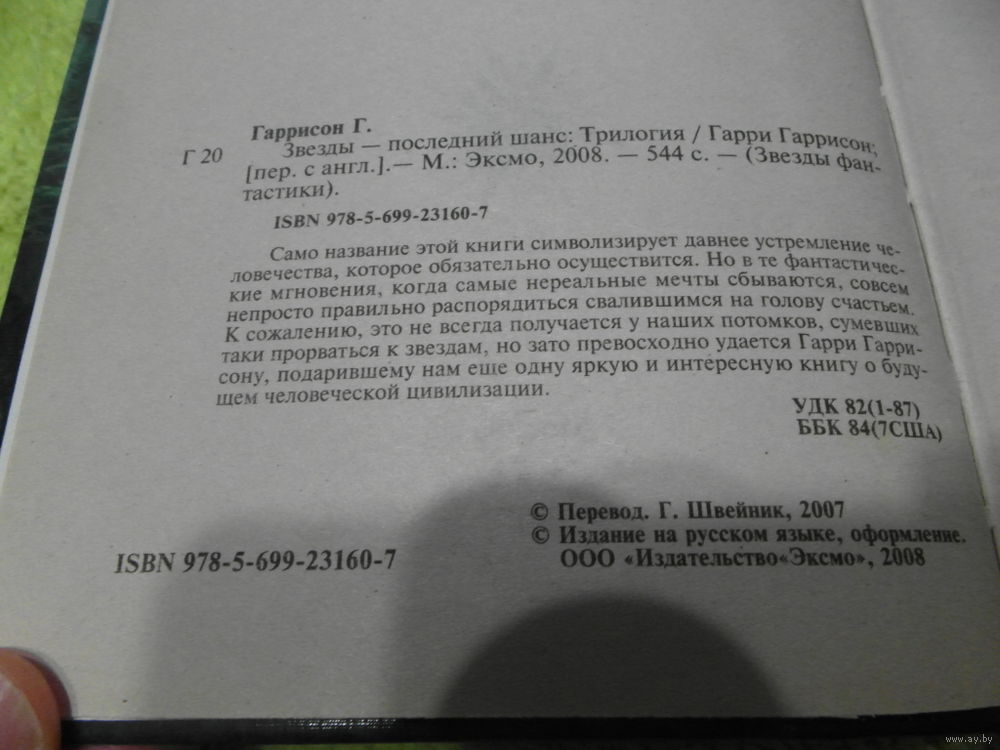 Гаррисон Г.
Г 20 Звезды — последний шанс: Трилогия / Гарри Гаррисон;
[пер. с англ.].— М.: Эксмо, 2008. — 544 с. — (Звезды фан-
тастики).
ISBN 978-5-699-23160-7
Само название этой книги символизирует давнее устремление че-
ловечества, которое обязательно осуществится. Но в те фантастичес-
кие мгновения, когда самые нереальные мечты сбываются, совсем
непросто правильно распорядиться свалившимся на голову счастьем.
К сожалению, это не всегда получается у наших потомков, сумевших
таки прорваться к звездам, но зато превосходно удается Гарри Гарри-
сону, подарившему нам еще одну яркую и интересную книгу о буду-
щем человеческой цивилизации.
УДК 82(1-87)
ББК 84(7США)
© Перевод. Г. Швейник, 2007
© Издание на русском языке, оформление.
ООО «Издательство«Эксмо», 2008
ISBN 978-5-699-23160-7
www.ay.by